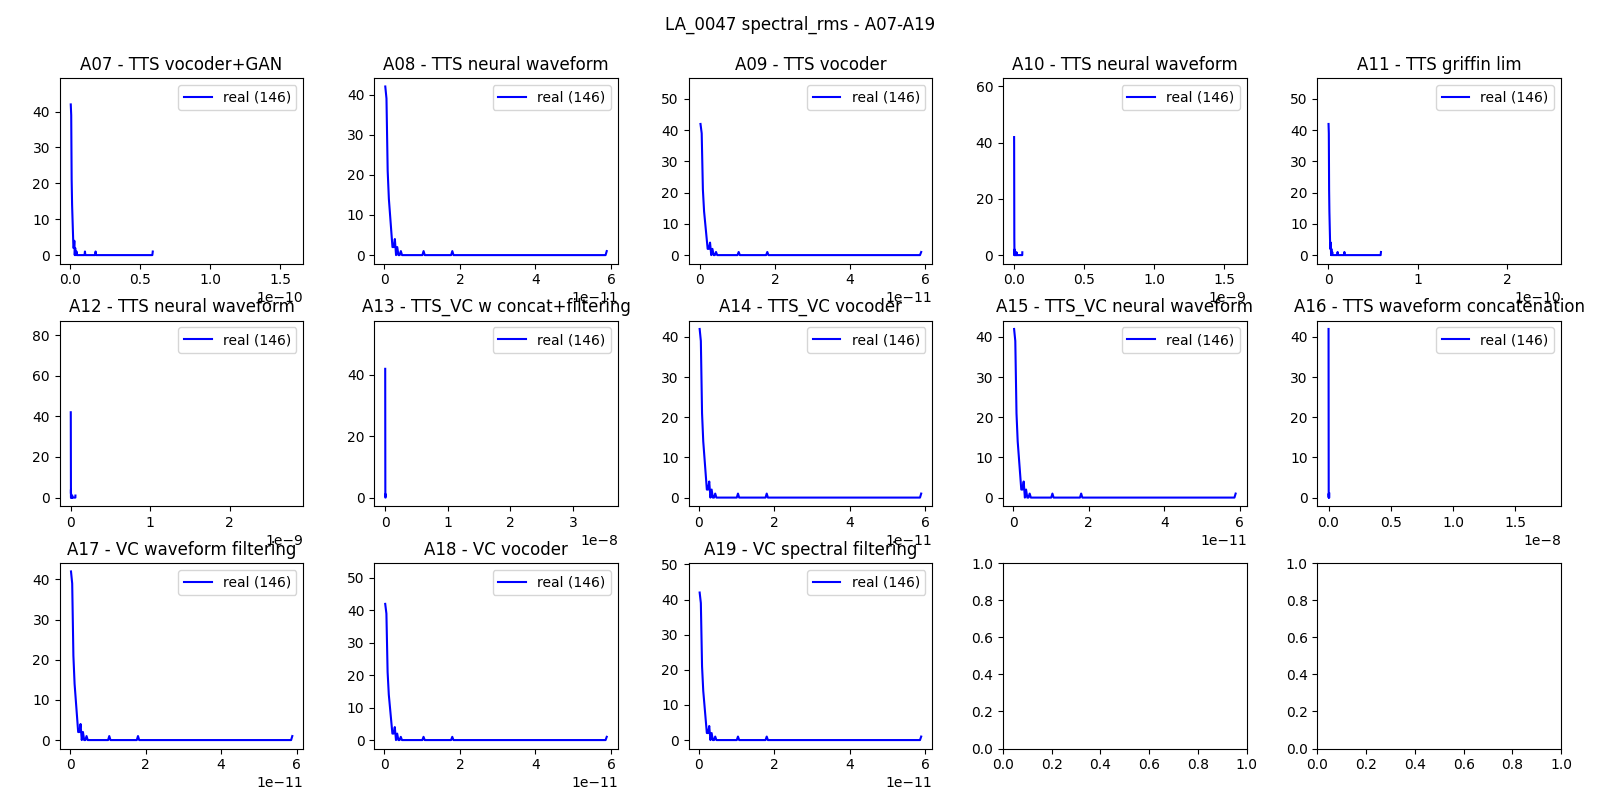 LA_0047 spectral_rms - A07-A19
A07 - TTS vocoder+GAN
real (146)
40
30
20
10
0
0.0 0.5 1.0 1.5
1e−10
A08 - TTS neural waveform
real (146)
40
30
20
10
0
0 2 4 6
1e−11
A09 - TTS vocoder
real (146)
50
40
30
20
10
0
0 2 4 6
1e−11
A10 - TTS neural waveform
real (146)
60
40
20
0
0.0 0.5 1.0 1.5
1e−9
A11 - TTS griffin lim
real (146)
50
40
30
20
10
0
0 1 2
1e−10
A12 - TTS neural waveform
real (146)
80
60
40
20
0
0 1 2
1e−9
A13 - TTS_VC w concat+filtering
real (146)
40
20
0
0 1 2 3
1e−8
A14 - TTS_VC vocoder
real (146)
40
30
20
10
0
0 2 4 6
1e−11
A15 - TTS_VC neural waveform
real (146)
40
30
20
10
0
0 2 4 6
1e−11
A16 - TTS waveform concatenation
real (146)
40
30
20
10
0
0.0 0.5 1.0 1.5
1e−8
A17 - VC waveform filtering
real (146)
40
30
20
10
0
0 2 4 6
1e−11
A18 - VC vocoder
real (146)
50
40
30
20
10
0
0 2 4 6
1e−11
A19 - VC spectral filtering
real (146)
50
40
30
20
10
0
0 2 4 6
1e−11
1.0
0.8
0.6
0.4
0.2
0.0
0.0 0.2 0.4 0.6 0.8 1.0
1.0
0.8
0.6
0.4
0.2
0.0
0.0 0.2 0.4 0.6 0.8 1.0